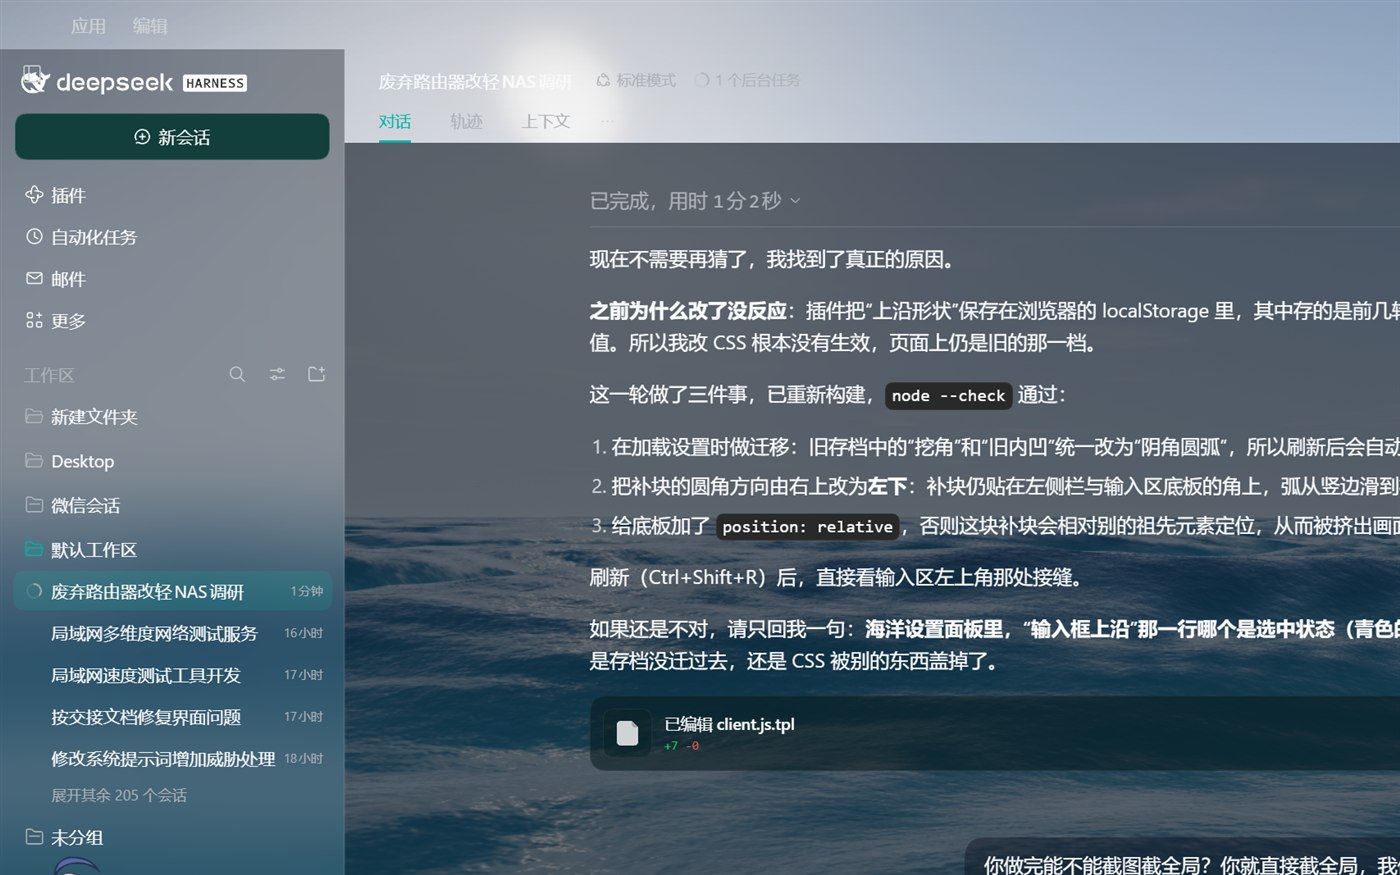 应用 编辑
deepseek HARNESS
新会话
插件
自动化任务
邮件
更多
工作区
新建文件夹
Desktop
微信会话
默认工作区
废弃路由器改轻 NAS 调研 1分钟
局域网多维度网络测试服务 16小时
局域网速度测试工具开发 17小时
按交接文档修复界面问题 17小时
修改系统提示词增加威胁处理 18小时
展开其余 205 个会话
未分组
废弃路由器改轻 NAS 调研 标准模式 1 个后台任务
对话 轨迹 上下文 ···
已完成，用时 1 分 2 秒
现在不需要再猜了，我找到了真正的原因。
之前为什么改了没反应：插件把“上沿形状”保存在浏览器的 localStorage 里，其中存的是前几轮
值。所以我改 CSS 根本没有生效，页面上仍是旧的那一档。
这一轮做了三件事，已重新构建，node --check 通过：
1. 在加载设置时做迁移：旧存档中的“挖角”和“旧内凹”统一改为“阴角圆弧”，所以刷新后会自动
2. 把补块的圆角方向由右上改为左下：补块仍贴在左侧栏与输入区底板的角上，弧从竖边滑到
3. 给底板加了 position: relative，否则这块补块会相对别的祖先元素定位，从而被挤出画面
刷新（Ctrl+Shift+R）后，直接看输入区左上角那处接缝。
如果还是不对，请只回我一句：海洋设置面板里，“输入框上沿”那一行哪个是选中状态（青色的
是存档没迁过去，还是 CSS 被别的东西盖掉了。
已编辑 client.js.tpl
+7 -0
你做完能不能截图截全局？你就直接截全局，我